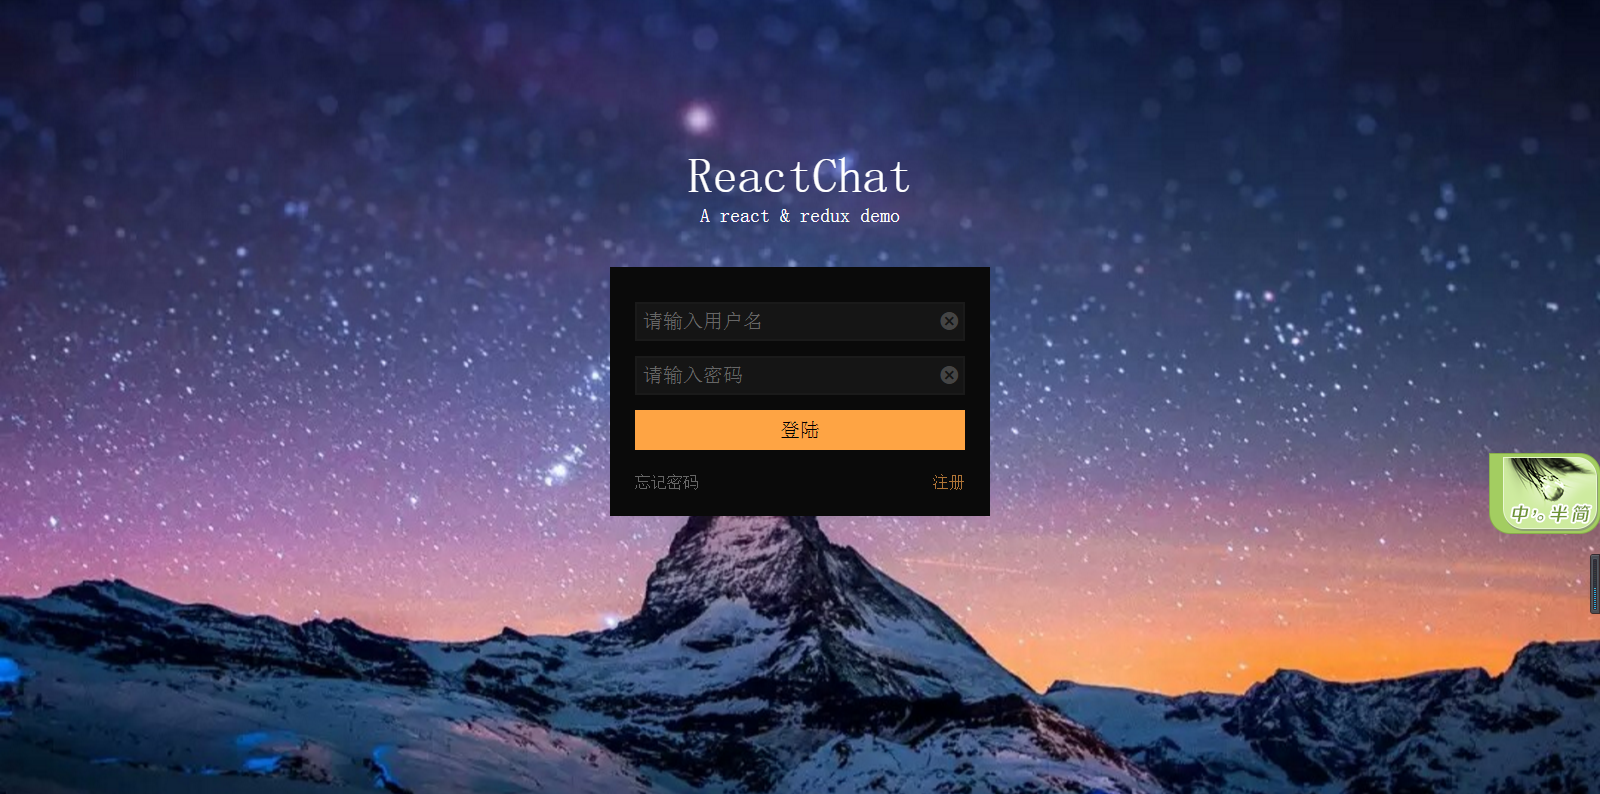 ReactChat
A react & redux demo
请输入用户名
请输入密码
登陆
忘记密码
注册
中 半 简